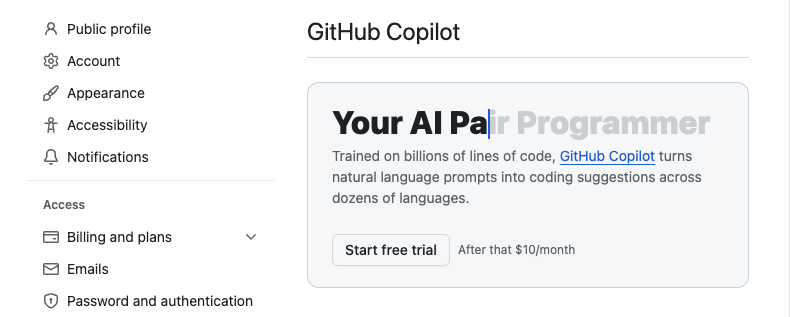 Public profile
Account
Appearance
Accessibility
Notifications
Access
Billing and plans
Emails
Password and authentication
GitHub Copilot
Your AI Pair Programmer
Trained on billions of lines of code, GitHub Copilot turns
natural language prompts into coding suggestions across
dozens of languages.
Start free trial After that $10/month